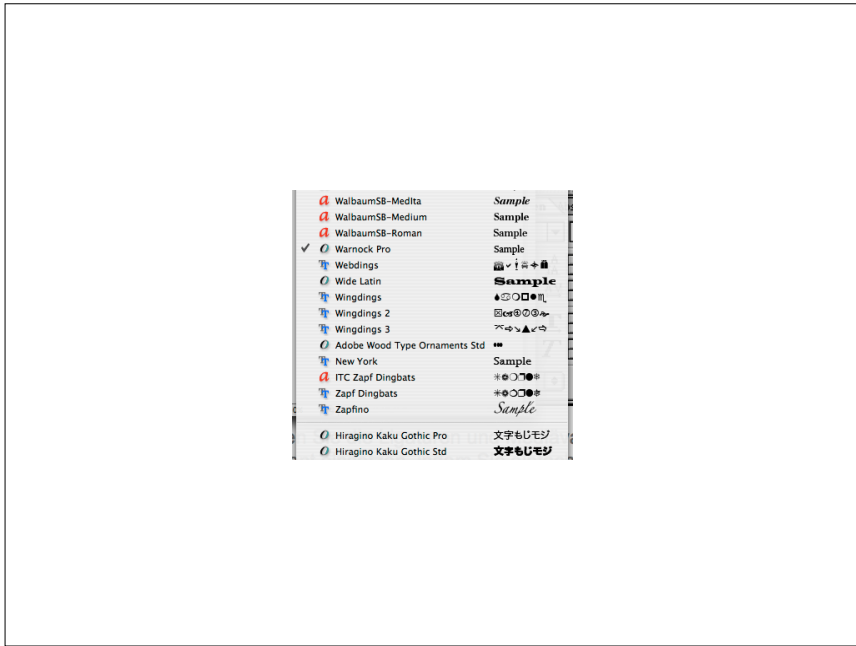 WalbaumSB-MedIta Sample
WalbaumSB-Medium Sample
WalbaumSB-Roman Sample
✓ Warnock Pro Sample
Webdings
Wide Latin Sample
Wingdings
Wingdings 2
Wingdings 3
Adobe Wood Type Ornaments Std
New York Sample
ITC Zapf Dingbats
Zapf Dingbats
Zapfino Sample
Hiragino Kaku Gothic Pro 文字もじモジ
Hiragino Kaku Gothic Std 文字もじモジ